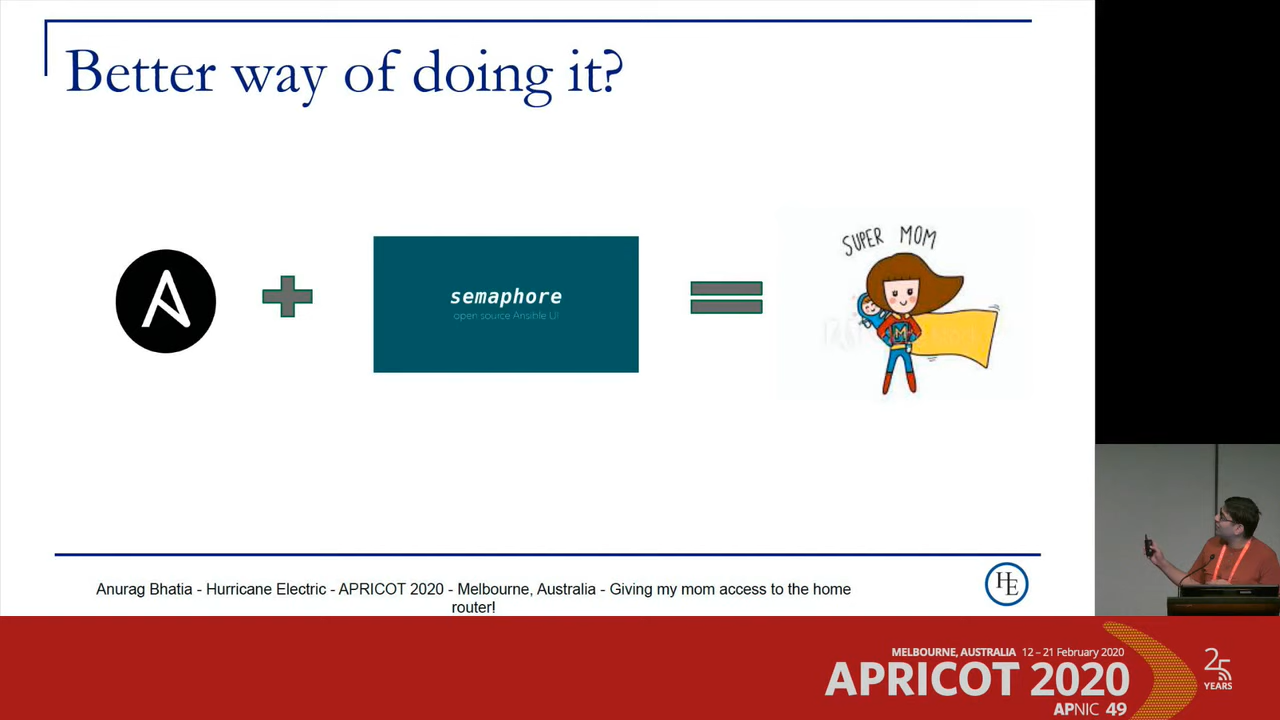 Better way of doing it?
semaphore
open source Ansible UI
SUPER MOM
M
Anurag Bhatia - Hurricane Electric - APRICOT 2020 - Melbourne, Australia - Giving my mom access to the home
router!
HE
MELBOURNE, AUSTRALIA 12 – 21 February 2020
APRICOT 2020
APNIC 49
25
YEARS